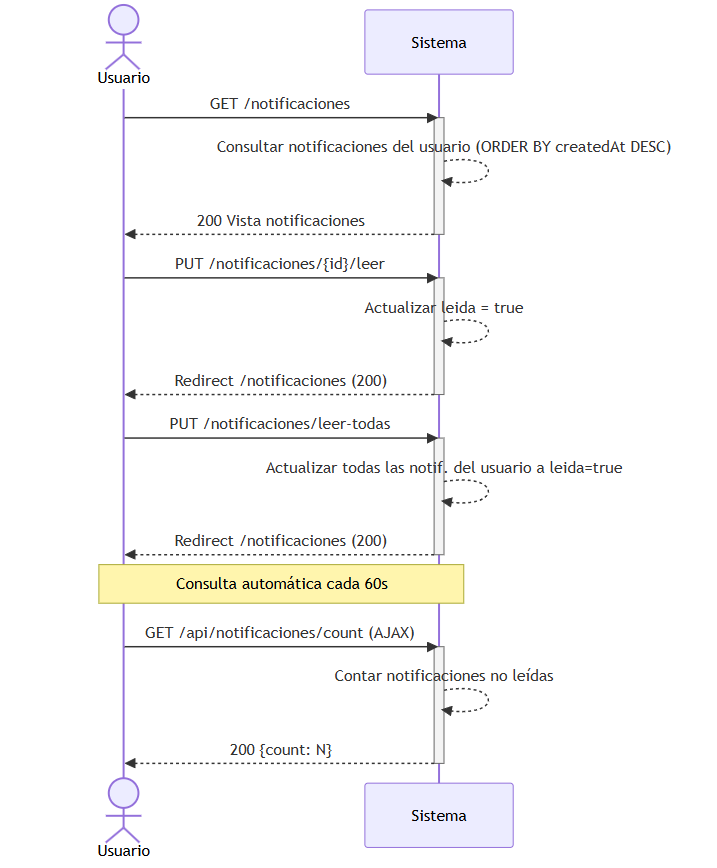 Usuario
Sistema
GET /notificaciones
Consultar notificaciones del usuario (ORDER BY createdAt DESC)
200 Vista notificaciones
PUT /notificaciones/{id}/leer
Actualizar leida = true
Redirect /notificaciones (200)
PUT /notificaciones/leer-todas
Actualizar todas las notif. del usuario a leida=true
Redirect /notificaciones (200)
Consulta automática cada 60s
GET /api/notificaciones/count (AJAX)
Contar notificaciones no leídas
200 {count: N}
Usuario
Sistema